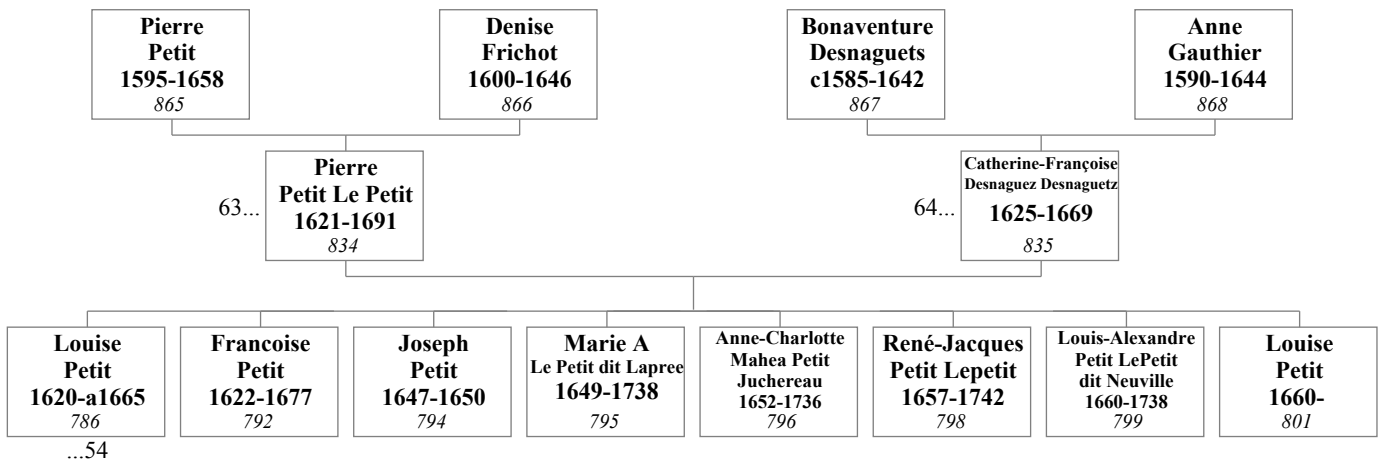 Pierre
Petit
1595-1658
865
Denise
Frichot
1600-1646
866
Bonaventure
Desnaguets
c1585-1642
867
Anne
Gauthier
1590-1644
868
63...
Pierre
Petit Le Petit
1621-1691
834
64...
Catherine-Françoise
Desnaguez Desnaguetz
1625-1669
835
Louise
Petit
1620-a1665
786
...54
Francoise
Petit
1622-1677
792
Joseph
Petit
1647-1650
794
Marie A
Le Petit dit Lapree
1649-1738
795
Anne-Charlotte
Mahea Petit
Juchereau
1652-1736
796
René-Jacques
Petit Lepetit
1657-1742
798
Louis-Alexandre
Petit LePetit
dit Neuville
1660-1738
799
Louise
Petit
1660-
801